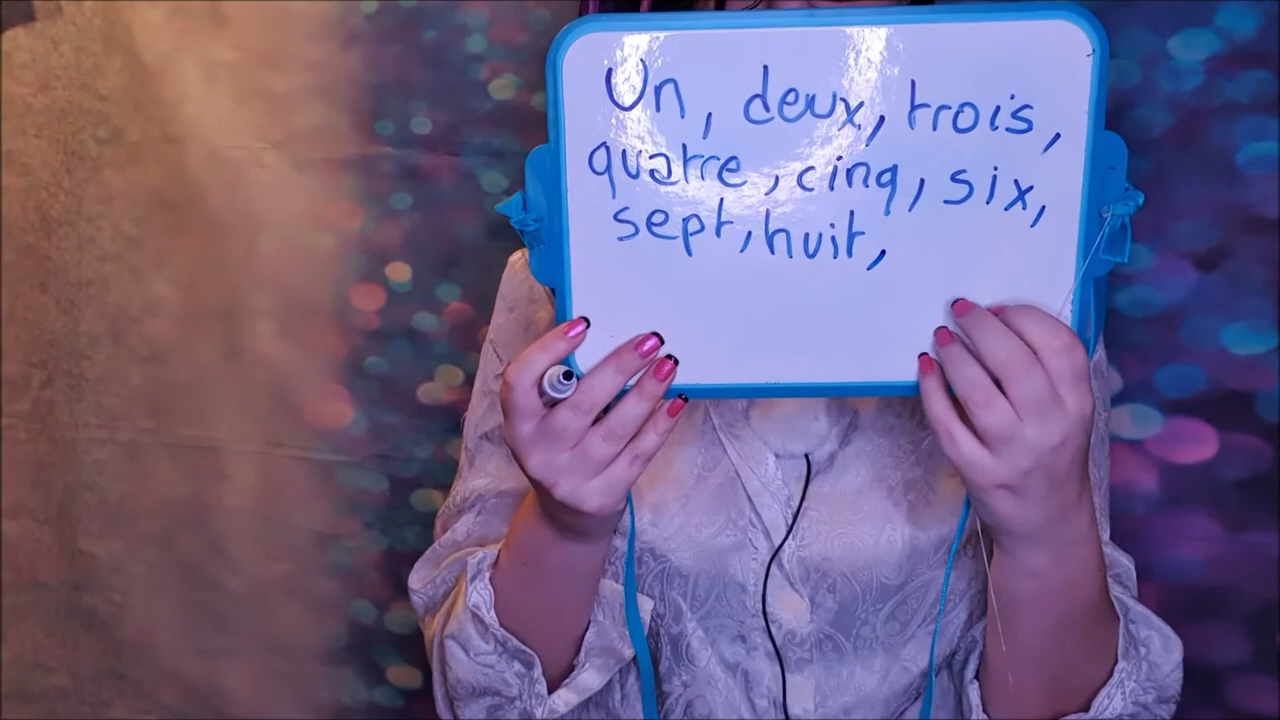 Un, deux, trois,
quatre, cinq, six,
sept, huit,